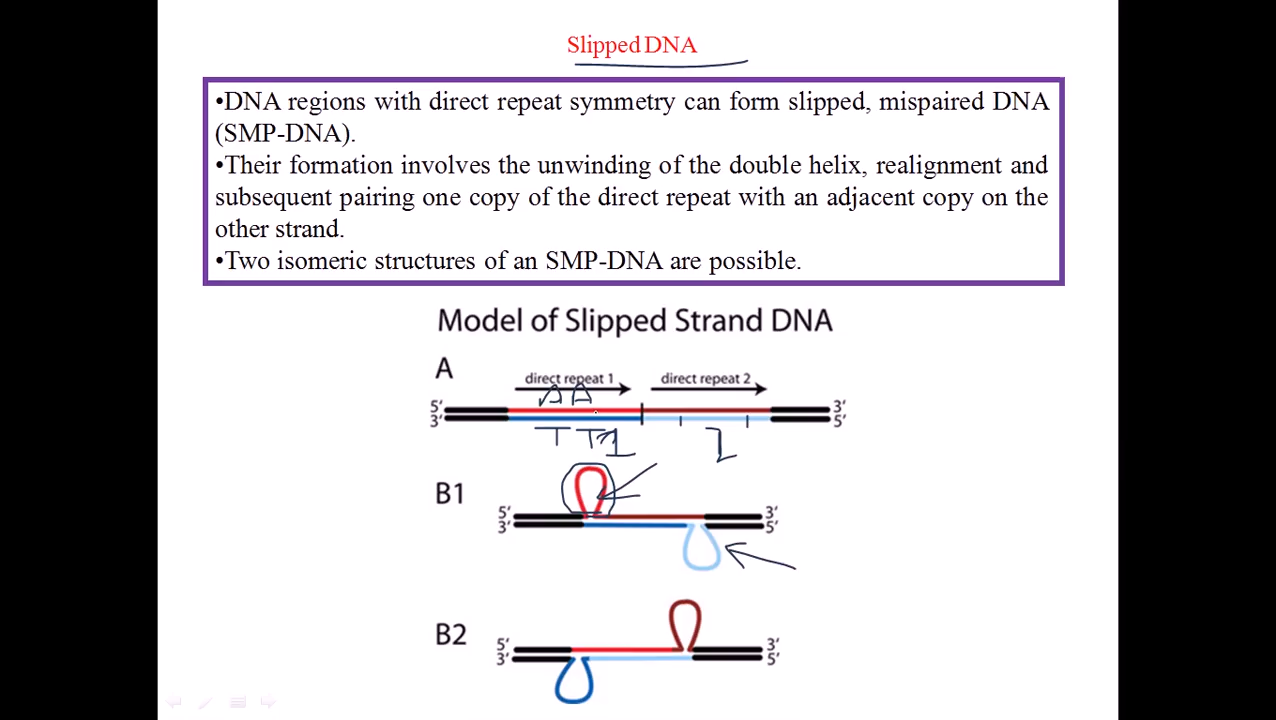 Slipped DNA
•DNA regions with direct repeat symmetry can form slipped, mispaired DNA
(SMP-DNA).
•Their formation involves the unwinding of the double helix, realignment and
subsequent pairing one copy of the direct repeat with an adjacent copy on the
other strand.
•Two isomeric structures of an SMP-DNA are possible.
Model of Slipped Strand DNA
A
direct repeat 1 direct repeat 2
A A
5' 3'
3' 5'
T T 1 2
B1
5' 3'
3' 5'
B2
5' 3'
3' 5'